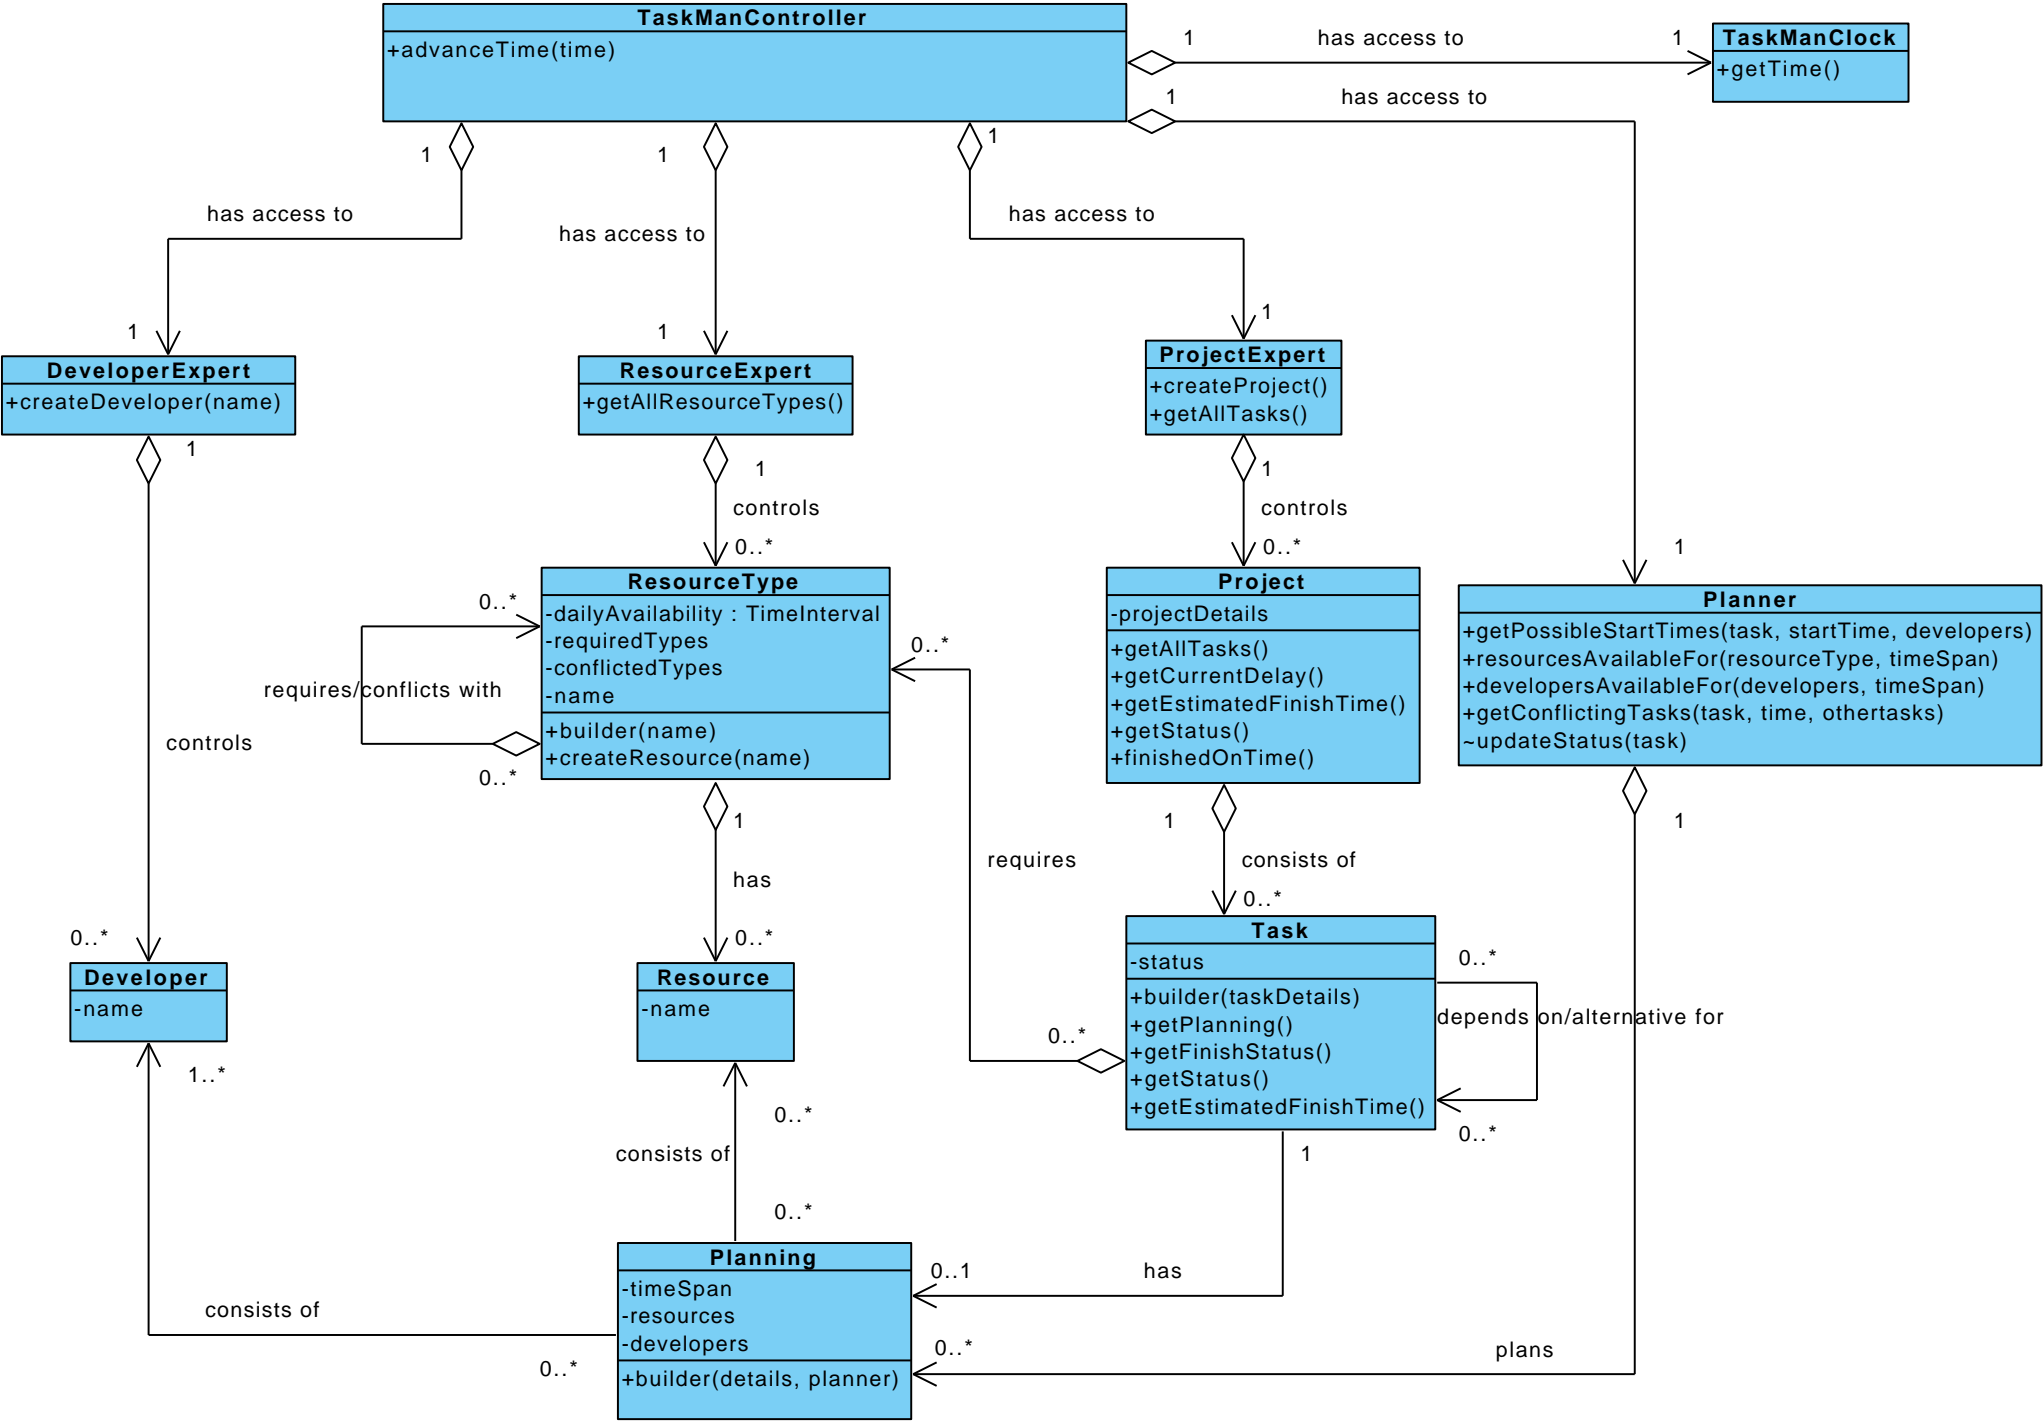 TaskManController
+advanceTime(time)
1
has access to
1
TaskManClock
+getTime()
1
has access to
1
1
1
1
has access to
has access to
has access to
1
1
1
DeveloperExpert
+createDeveloper(name)
ResourceExpert
+getAllResourceTypes()
ProjectExpert
+createProject()
+getAllTasks()
1
1
1
controls
controls
controls
0..*
0..*
1
ResourceType
-dailyAvailability : TimeInterval
-requiredTypes
-conflictedTypes
-name
+builder(name)
+createResource(name)
0..*
requires/conflicts with
0..*
0..*
Project
-projectDetails
+getAllTasks()
+getCurrentDelay()
+getEstimatedFinishTime()
+getStatus()
+finishedOnTime()
Planner
+getPossibleStartTimes(task, startTime, developers)
+resourcesAvailableFor(resourceType, timeSpan)
+developersAvailableFor(developers, timeSpan)
+getConflictingTasks(task, time, othertasks)
~updateStatus(task)
1
1
1
has
requires
consists of
0..*
0..*
0..*
Developer
-name
Resource
-name
Task
-status
+builder(taskDetails)
+getPlanning()
+getFinishStatus()
+getStatus()
+getEstimatedFinishTime()
0..*
depends on/alternative for
0..*
0..*
1..*
0..*
consists of
0..*
1
Planning
-timeSpan
-resources
-developers
+builder(details, planner)
0..1
has
consists of
0..*
0..*
plans